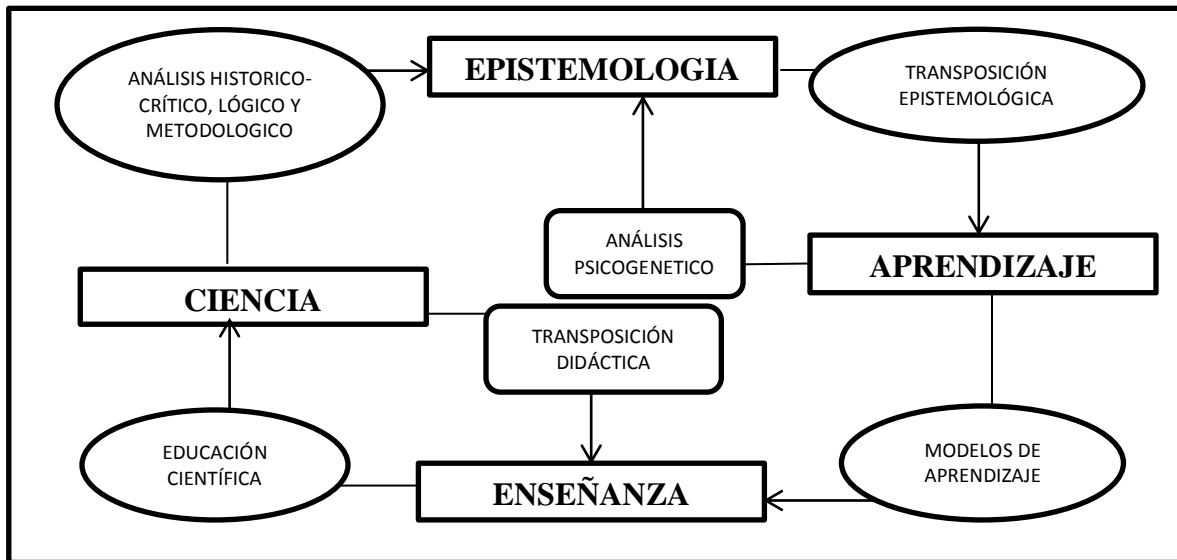 ANÁLISIS HISTORICO-
CRÍTICO, LÓGICO Y
METODOLOGICO
EPISTEMOLOGIA
TRANSPOSICIÓN
EPISTEMOLÓGICA
ANÁLISIS
PSICOGENETICO
APRENDIZAJE
CIENCIA
TRANSPOSICIÓN
DIDÁCTICA
EDUCACIÓN
CIENTÍFICA
ENSEÑANZA
MODELOS DE
APRENDIZAJE